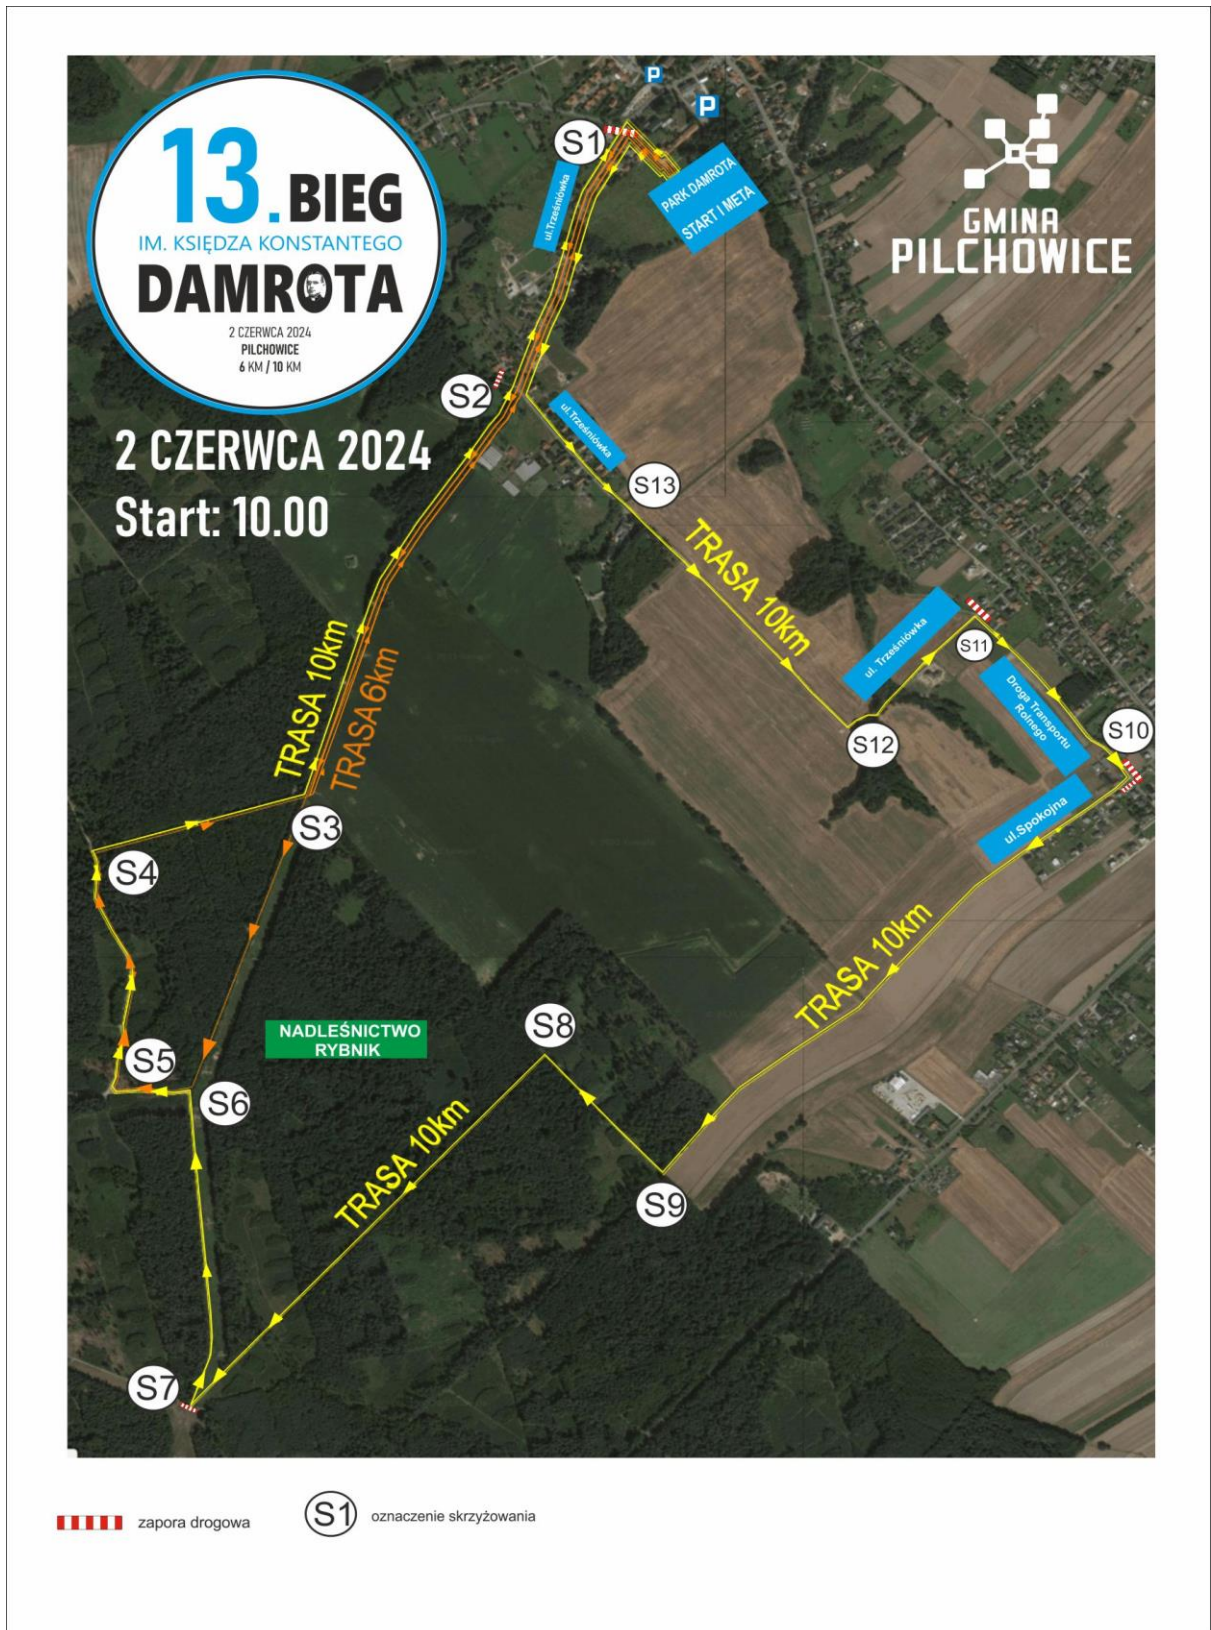 13. BIEG
IM. KSIĘDZA KONSTANTEGO
DAMROTA
2 CZERWCA 2024
PILCHOWICE
6 KM / 10 KM
2 CZERWCA 2024
Start: 10.00
P
P
GMINA
PILCHOWICE
S1
PARK DAMROTA
START I META
ul.Trześniówka
S2
ul.Trześniówka
S13
TRASA 10km
ul. Trześniówka
S11
Droga Transportu
Rolnego
S12
S10
ul.Spokojna
TRASA 10km
TRASA 6km
S3
S4
TRASA 10km
NADLEŚNICTWO
RYBNIK
S8
S5
S6
TRASA 10km
S9
S7
zapora drogowa
S1
oznaczenie skrzyżowania